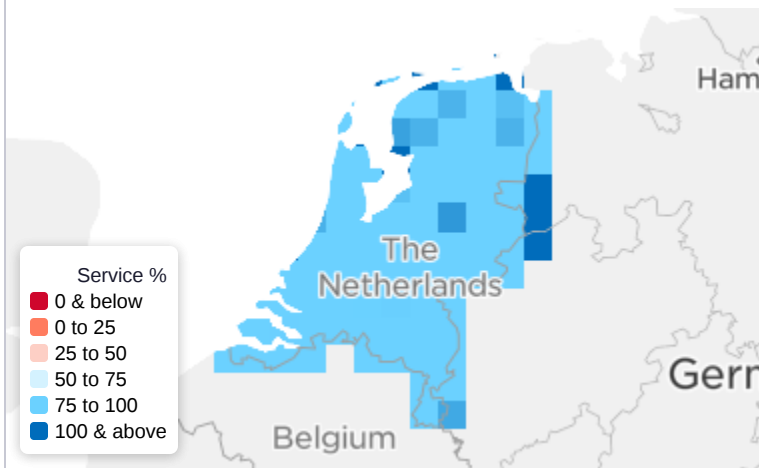 Ham
The
Netherlands
Service %
0 & below
0 to 25
25 to 50
50 to 75
75 to 100
100 & above
Gerr
Belgium